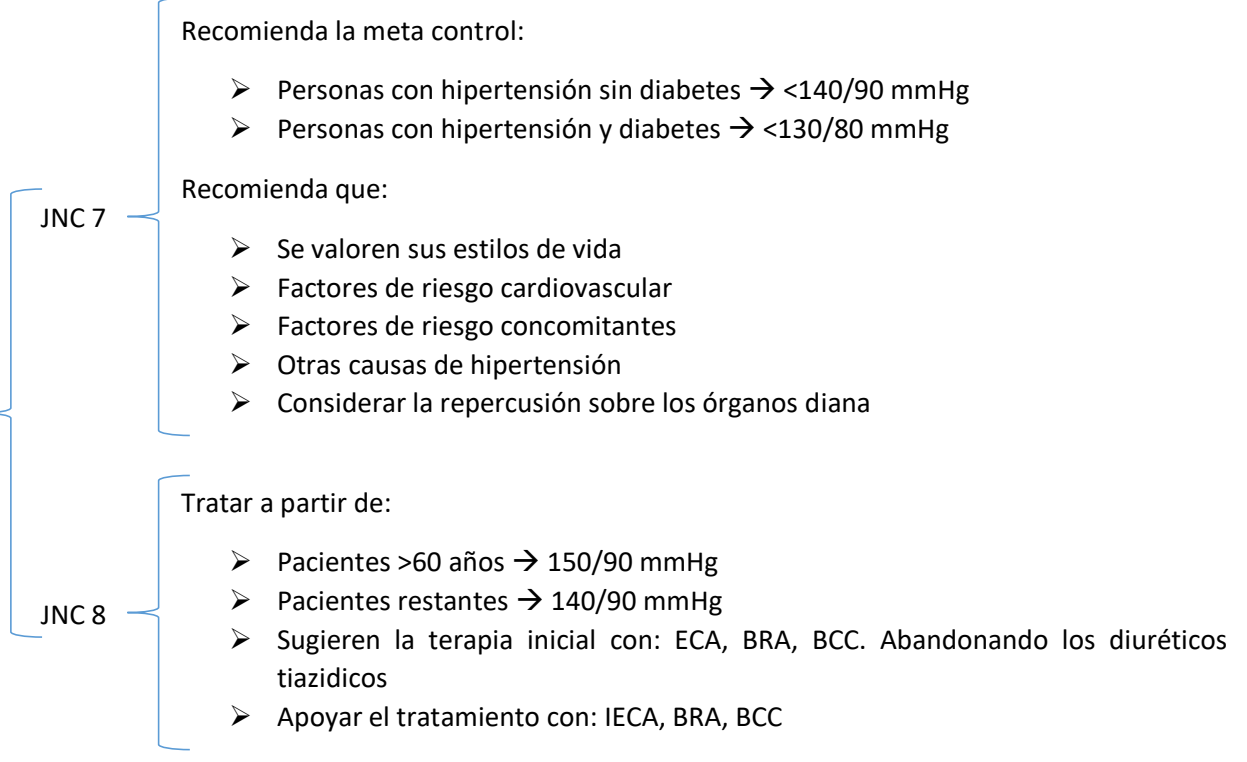 Recomienda la meta control:
➢ Personas con hipertensión sin diabetes → <140/90 mmHg
➢ Personas con hipertensión y diabetes → <130/80 mmHg
Recomienda que:
JNC 7
➢ Se valoren sus estilos de vida
➢ Factores de riesgo cardiovascular
➢ Factores de riesgo concomitantes
➢ Otras causas de hipertensión
➢ Considerar la repercusión sobre los órganos diana
Tratar a partir de:
➢ Pacientes >60 años → 150/90 mmHg
JNC 8
➢ Pacientes restantes → 140/90 mmHg
➢ Sugieren la terapia inicial con: ECA, BRA, BCC. Abandonando los diuréticos
tiazidicos
➢ Apoyar el tratamiento con: IECA, BRA, BCC